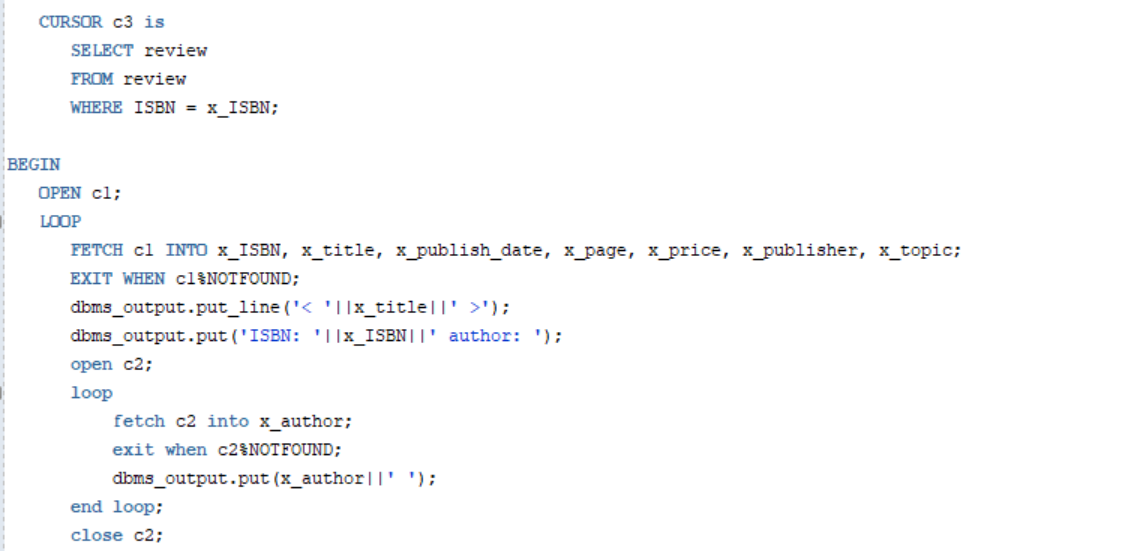 CURSOR c3 is
SELECT review
FROM review
WHERE ISBN = x_ISBN;
BEGIN
OPEN c1;
LOOP
FETCH c1 INTO x_ISBN, x_title, x_publish_date, x_page, x_price, x_publisher, x_topic;
EXIT WHEN c1%NOTFOUND;
dbms_output.put_line('< '||x_title||' >');
dbms_output.put('ISBN: '||x_ISBN||' author: ');
open c2;
loop
fetch c2 into x_author;
exit when c2%NOTFOUND;
dbms_output.put(x_author||' ');
end loop;
close c2;